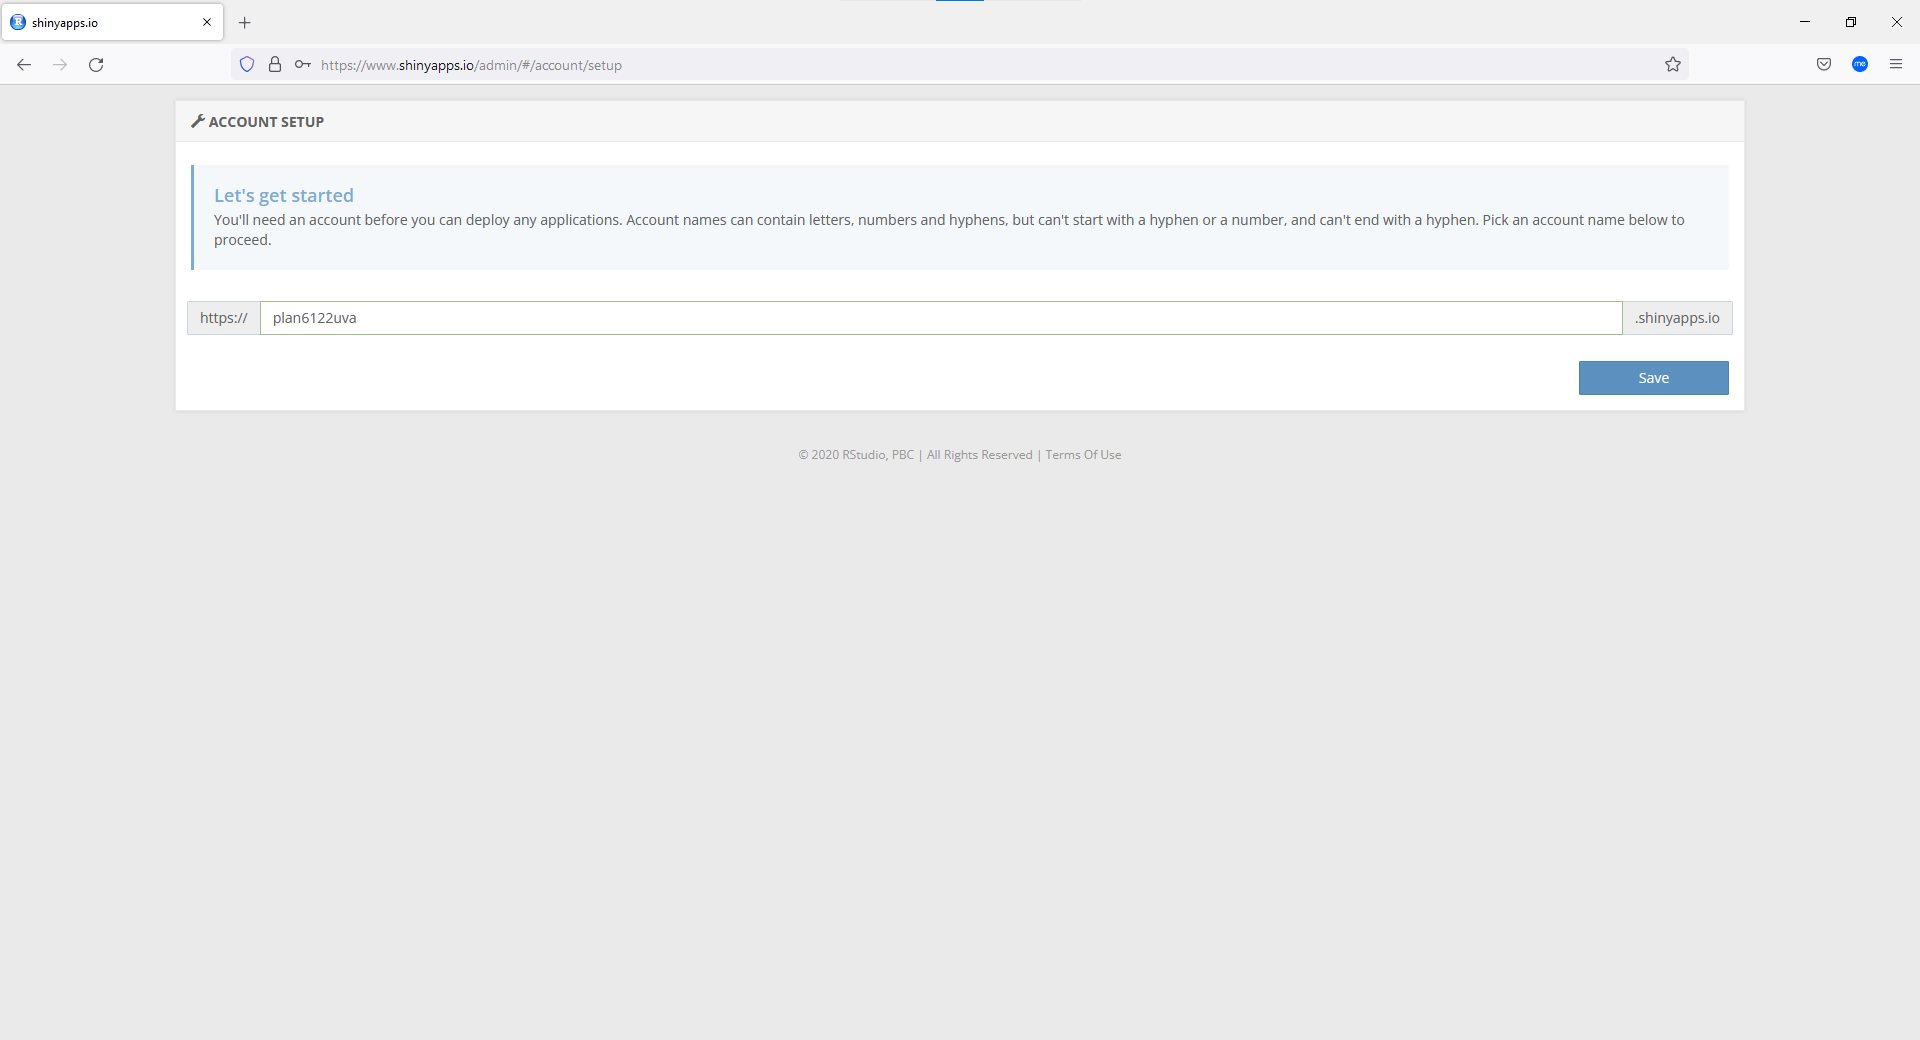 shinyapps.io
https://www.shinyapps.io/admin/#/account/setup
me
ACCOUNT SETUP
Let's get started
You'll need an account before you can deploy any applications. Account names can contain letters, numbers and hyphens, but can't start with a hyphen or a number, and can't end with a hyphen. Pick an account name below to
proceed.
https:// plan6122uva .shinyapps.io
Save
© 2020 RStudio, PBC | All Rights Reserved | Terms Of Use